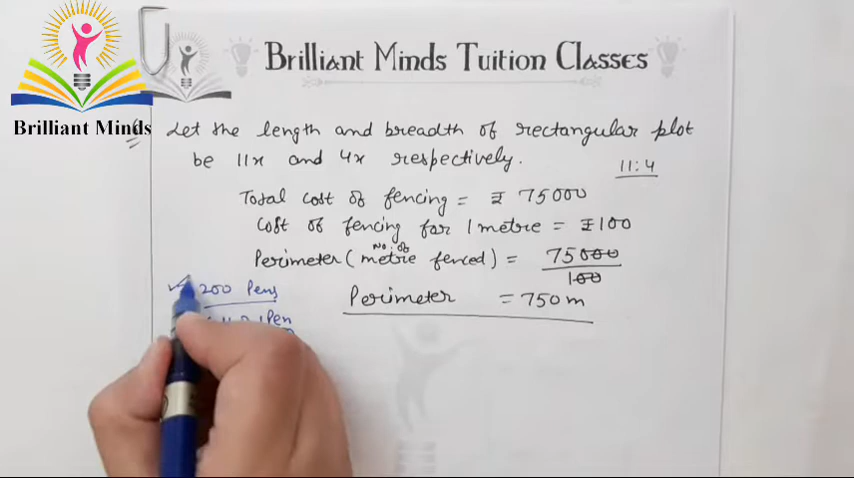 Brilliant Minds Tuition Classes
Brilliant Minds
Let the length and breadth of rectangular plot
be 11x and 4x respectively.
11:4
Total cost of fencing = ₹ 75000
Cost of fencing for 1 metre = ₹100
Perimeter (No. of metre fenced) = 75000/100
Perimeter = 750 m
200 Pens
1 Pen